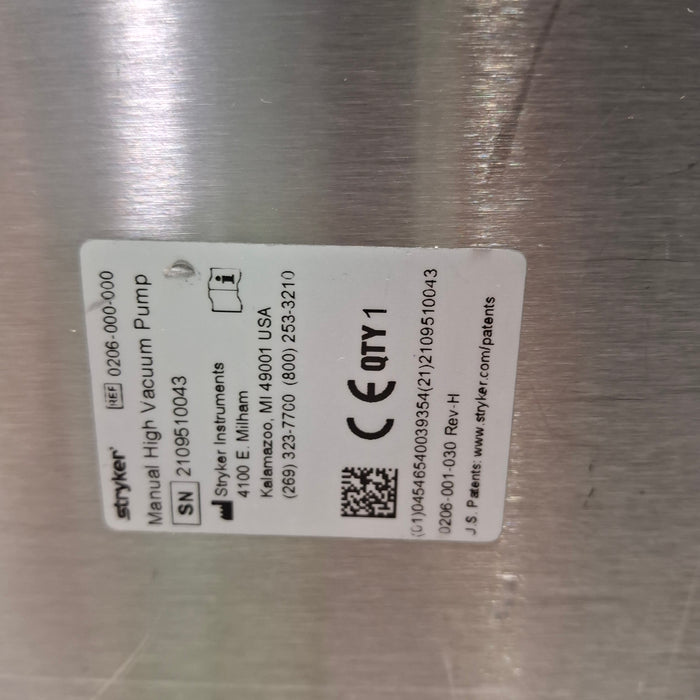 stryker REF 0206-000-000
Manual High Vacuum Pump
SN 2109510043
Stryker Instruments
4100 E. Milham
Kalamazoo, MI 49001 USA
(269) 323-7700 (800) 253-3210
CE QTY 1
(01)04546540039354(21)2109510043
0206-001-030 Rev-H
J.S. Patents: www.stryker.com/patents